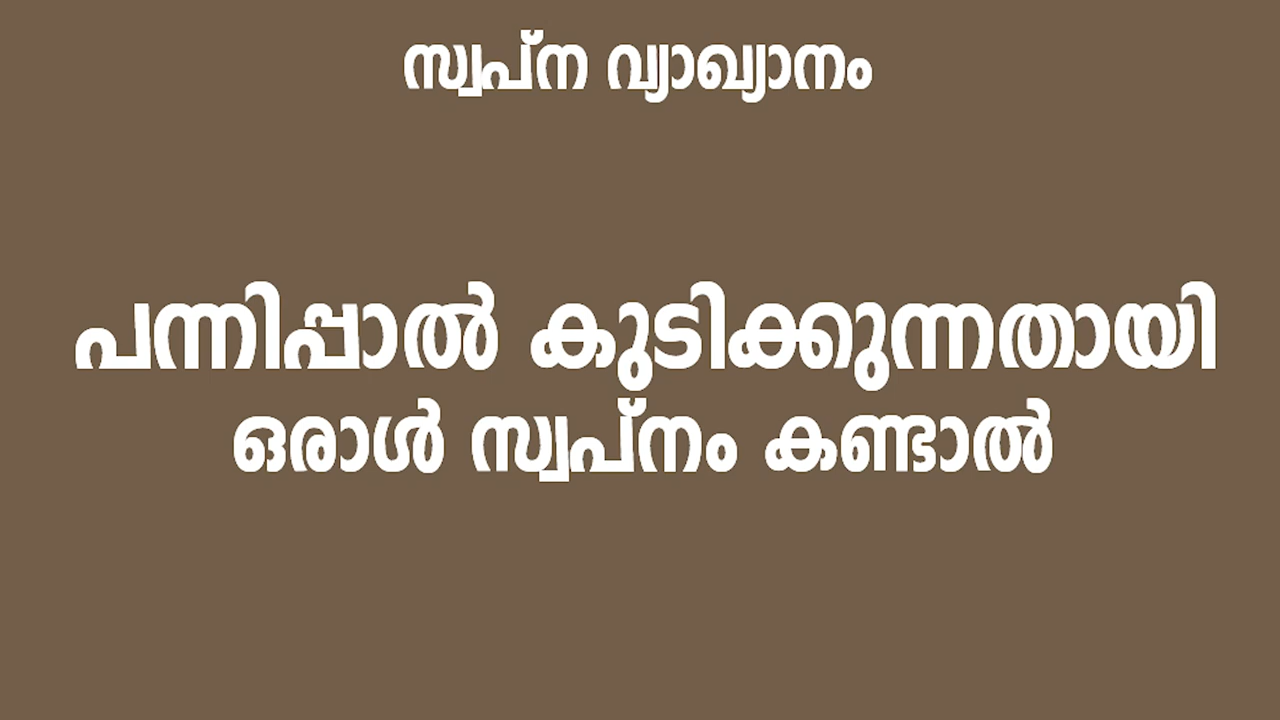 സ്വപ്ന വ്യാഖ്യാനം
പന്നിപ്പാൽ കുടിക്കുന്നതായി
ഒരാൾ സ്വപ്നം കണ്ടാൽ